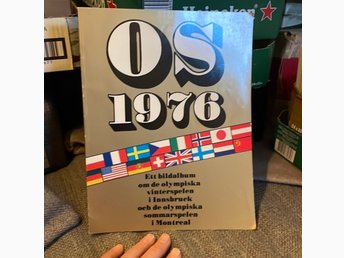 Heineken
OS
1976
Ett bildalbum
om de olympiska
vinterspelen
i Innsbruck
och de olympiska
sommarspelen
i Montreal